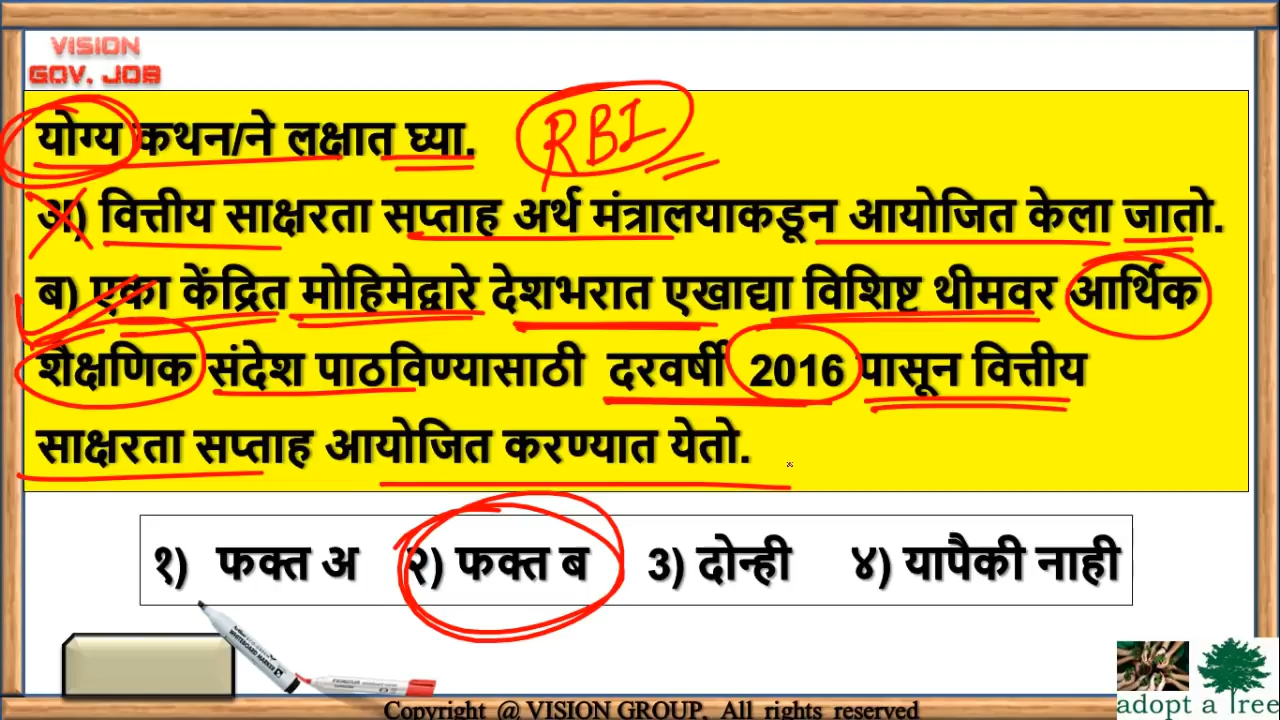 VISION
GOV. JOB
योग्य कथन/ने लक्षात घ्या. RBI
अ) वित्तीय साक्षरता सप्ताह अर्थ मंत्रालयाकडून आयोजित केला जातो.
ब) एका केंद्रित मोहिमेद्वारे देशभरात एखाद्या विशिष्ट थीमवर आर्थिक
शैक्षणिक संदेश पाठविण्यासाठी दरवर्षी 2016 पासून वित्तीय
साक्षरता सप्ताह आयोजित करण्यात येतो.
१) फक्त अ २) फक्त ब ३) दोन्ही ४) यापैकी नाही
adopt a Tree
Copyright @ VISION GROUP. All rights reserved